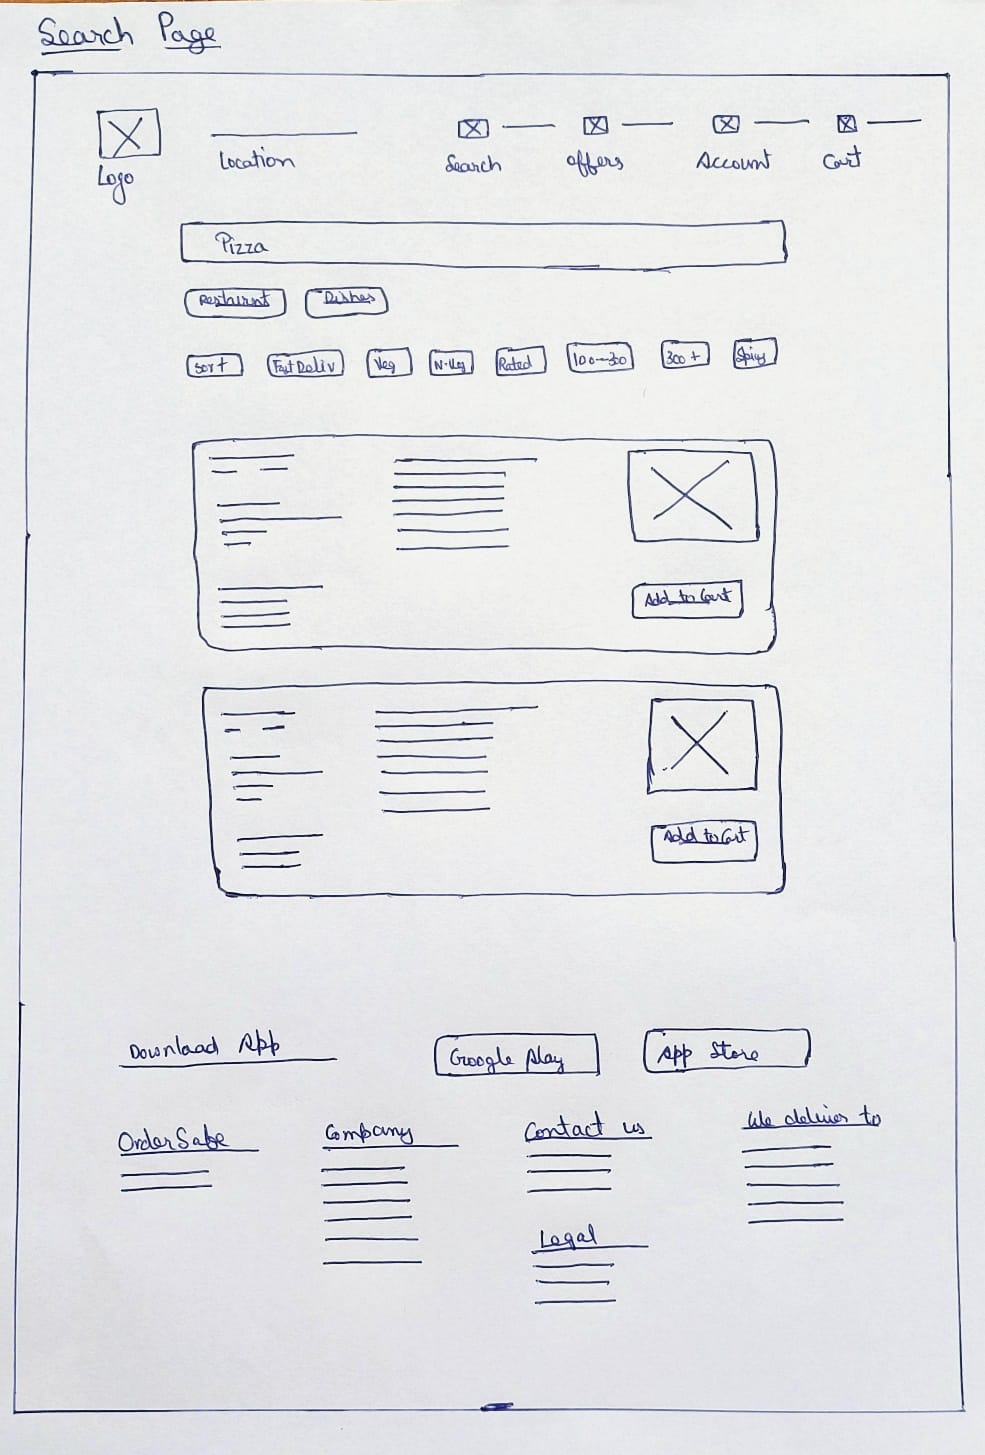 Search Page
Logo
Location
Search
offers
Account
Cart
Pizza
Restaurnt
Dishes
Sort
Fast Deliv
Veg
N-Veg
Rated
100-300
300+
Spicy
Add to Cart
Add to Cart
Download App
Google Play
App Store
OrderSafe
Company
Contact us
We deliver to
Legal